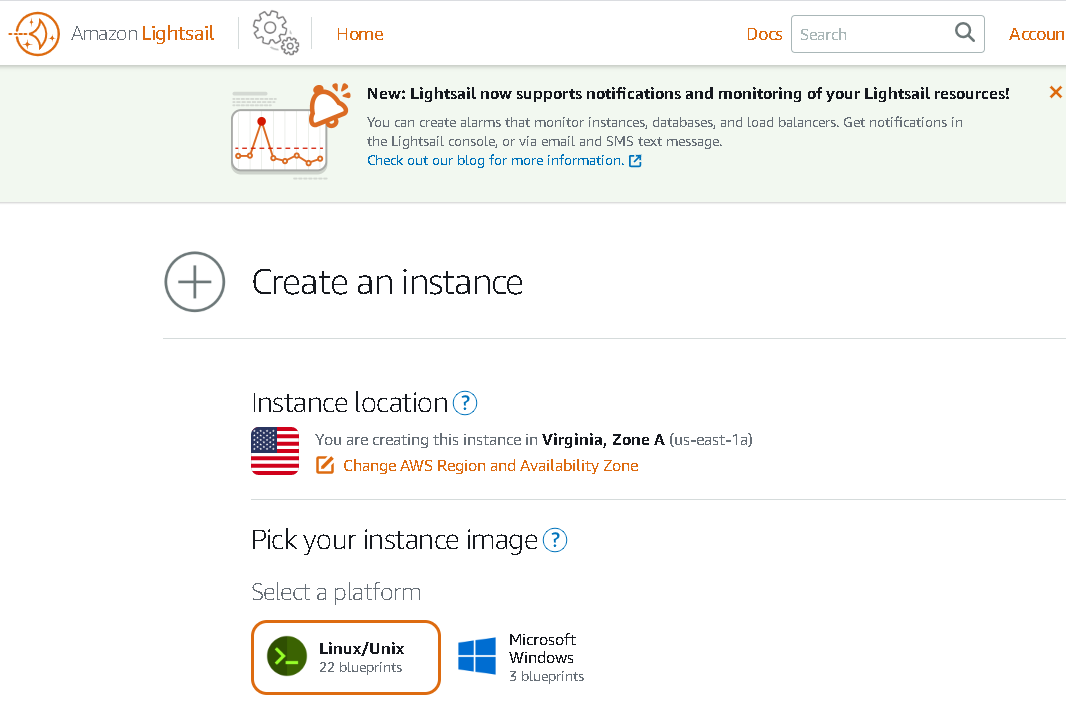 Amazon Lightsail
Home
Docs
Search
Accoun
New: Lightsail now supports notifications and monitoring of your Lightsail resources!
You can create alarms that monitor instances, databases, and load balancers. Get notifications in
the Lightsail console, or via email and SMS text message.
Check out our blog for more information.
Create an instance
Instance location ?
You are creating this instance in Virginia, Zone A (us-east-1a)
Change AWS Region and Availability Zone
Pick your instance image ?
Select a platform
Linux/Unix
22 blueprints
Microsoft
Windows
3 blueprints